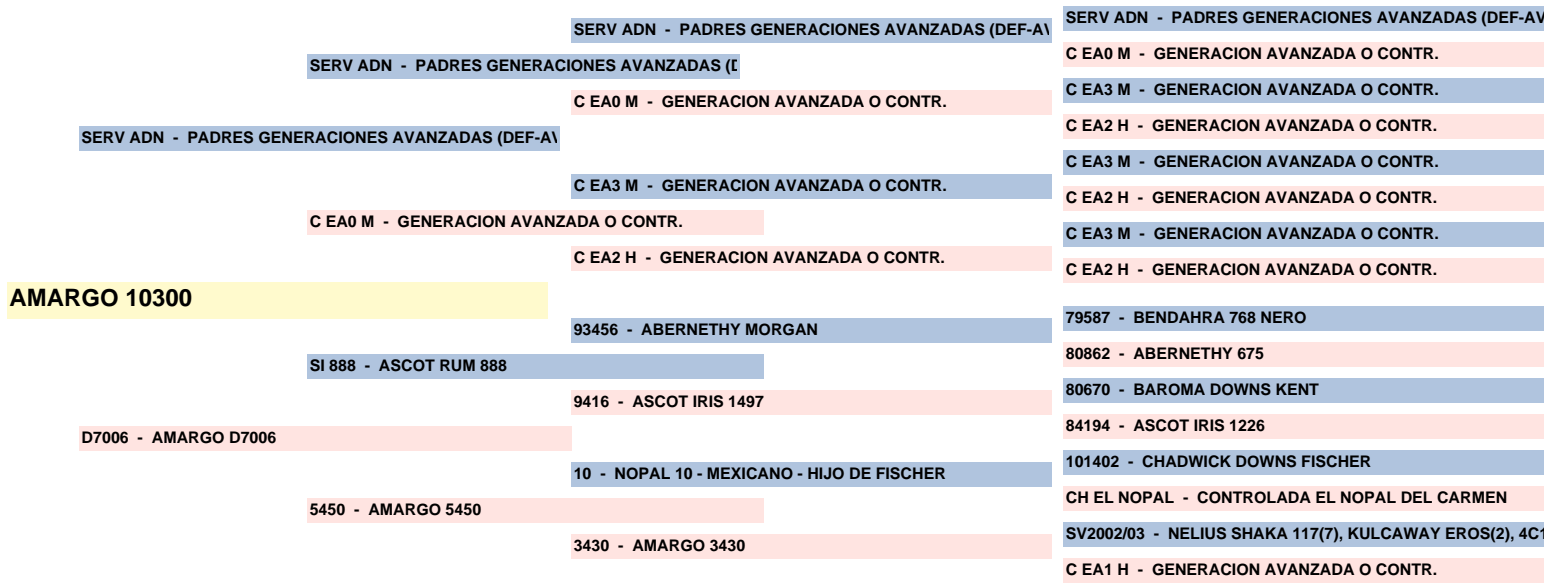 SERV ADN - PADRES GENERACIONES AVANZADAS (DEF-AV
SERV ADN - PADRES GENERACIONES AVANZADAS (DEF-AV
C EA0 M - GENERACION AVANZADA O CONTR.
SERV ADN - PADRES GENERACIONES AVANZADAS (D
C EA3 M - GENERACION AVANZADA O CONTR.
C EA0 M - GENERACION AVANZADA O CONTR.
C EA2 H - GENERACION AVANZADA O CONTR.
SERV ADN - PADRES GENERACIONES AVANZADAS (DEF-AV
C EA3 M - GENERACION AVANZADA O CONTR.
C EA3 M - GENERACION AVANZADA O CONTR.
C EA2 H - GENERACION AVANZADA O CONTR.
C EA0 M - GENERACION AVANZADA O CONTR.
C EA3 M - GENERACION AVANZADA O CONTR.
C EA2 H - GENERACION AVANZADA O CONTR.
C EA2 H - GENERACION AVANZADA O CONTR.
AMARGO 10300
79587 - BENDAHRA 768 NERO
93456 - ABERNETHY MORGAN
80862 - ABERNETHY 675
SI 888 - ASCOT RUM 888
80670 - BAROMA DOWNS KENT
9416 - ASCOT IRIS 1497
84194 - ASCOT IRIS 1226
D7006 - AMARGO D7006
101402 - CHADWICK DOWNS FISCHER
10 - NOPAL 10 - MEXICANO - HIJO DE FISCHER
CH EL NOPAL - CONTROLADA EL NOPAL DEL CARMEN
5450 - AMARGO 5450
SV2002/03 - NELIUS SHAKA 117(7), KULCAWAY EROS(2), 4C1
3430 - AMARGO 3430
C EA1 H - GENERACION AVANZADA O CONTR.